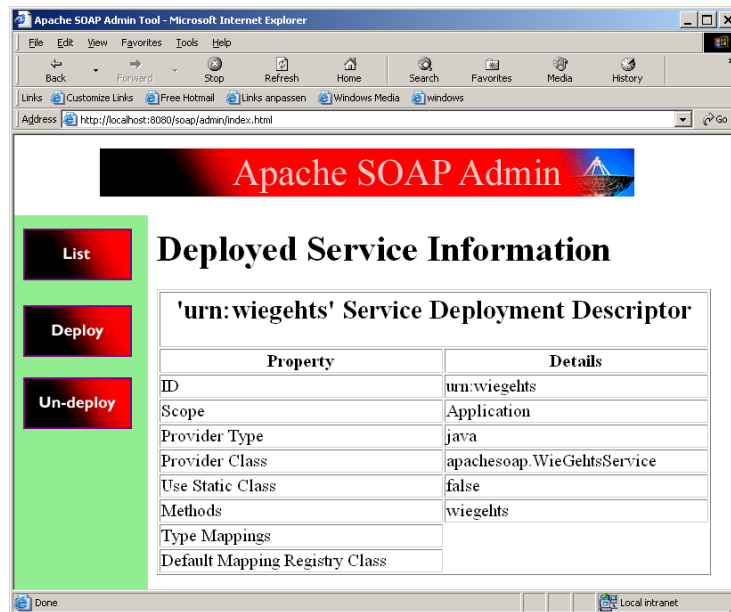 Apache SOAP Admin Tool - Microsoft Internet Explorer
File Edit View Favorites Tools Help
Back Forward Stop Refresh Home Search Favorites Media History
Links Customize Links Free Hotmail Links anpassen Windows Media windows
Address http://localhost:8080/soap/admin/index.html Go
Apache SOAP Admin
List
Deploy
Un-deploy
Deployed Service Information
'urn:wiegehts' Service Deployment Descriptor
Property Details
ID urn:wiegehts
Scope Application
Provider Type java
Provider Class apachesoap.WieGehtsService
Use Static Class false
Methods wiegehts
Type Mappings
Default Mapping Registry Class
Done Local intranet